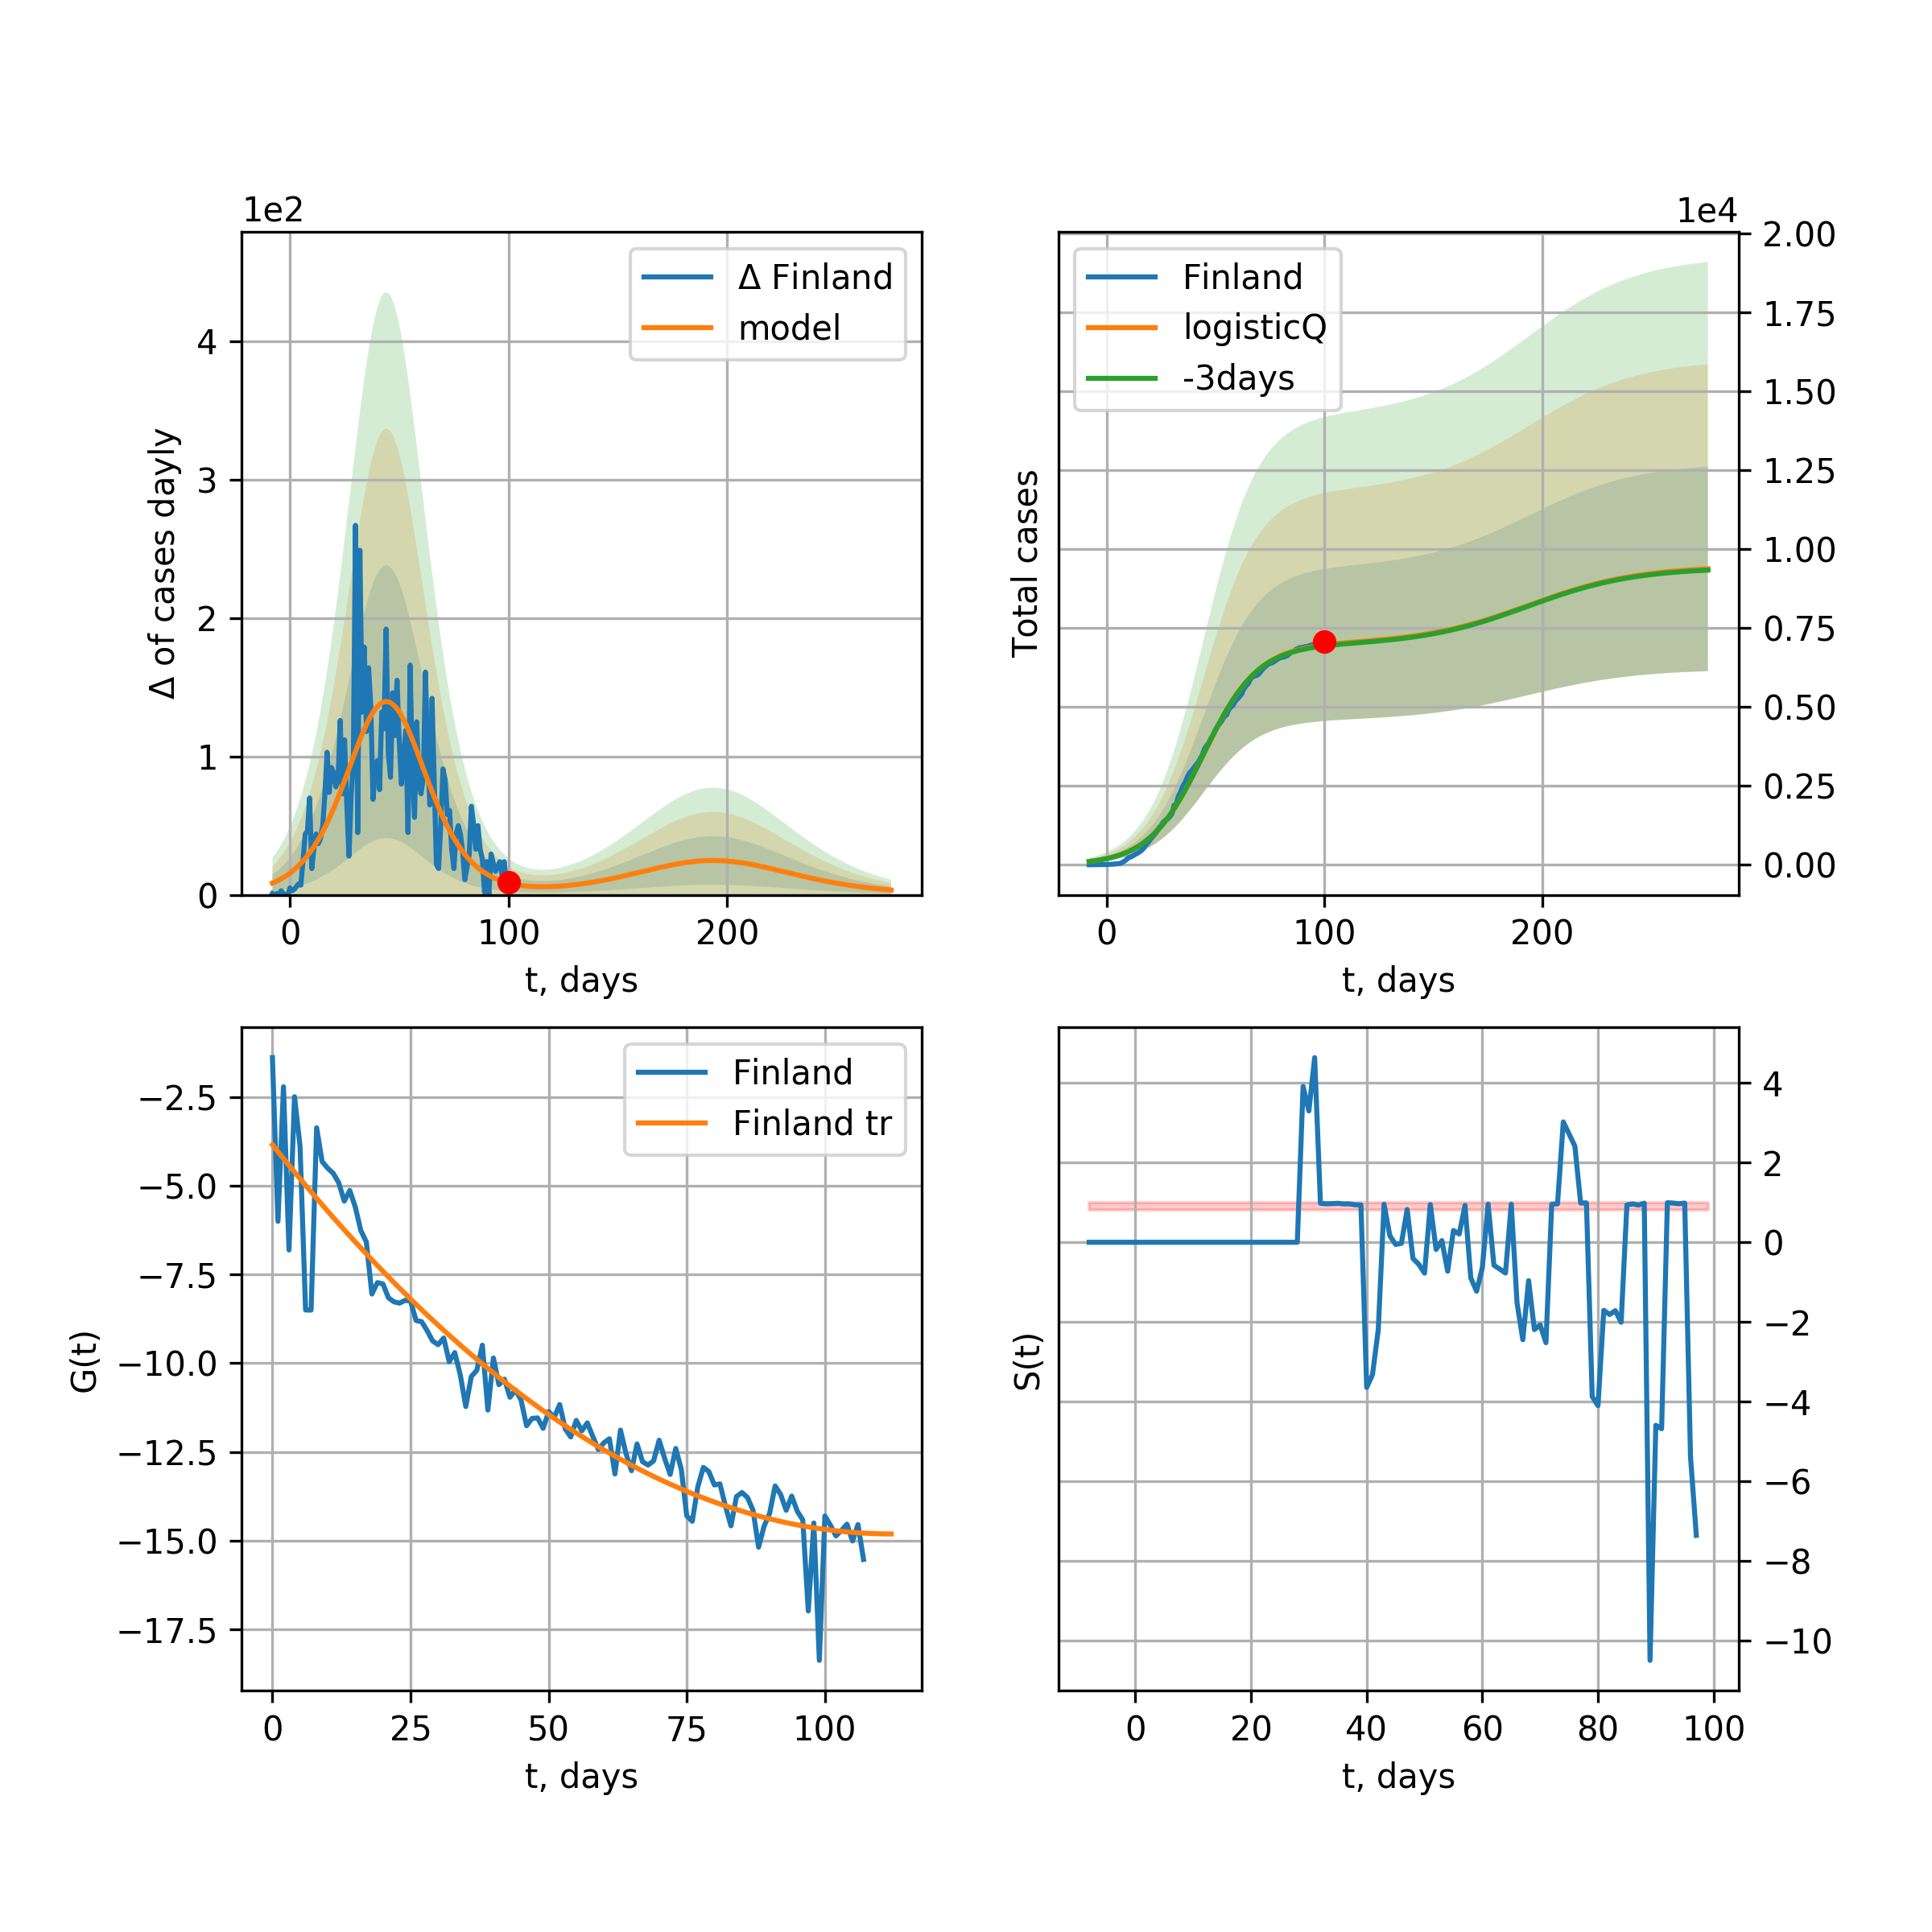 1e2
Δ Finland
model
4
3
2
1
0
Δ of cases dayly
0 100 200
t, days
1e4
Finland
logisticQ
-3days
2.00
1.75
1.50
1.25
1.00
0.75
0.50
0.25
0.00
Total cases
0 100 200
t, days
Finland
Finland tr
−2.5
−5.0
−7.5
−10.0
−12.5
−15.0
−17.5
G(t)
0 25 50 75 100
t, days
4
2
0
−2
−4
−6
−8
−10
S(t)
0 20 40 60 80 100
t, days